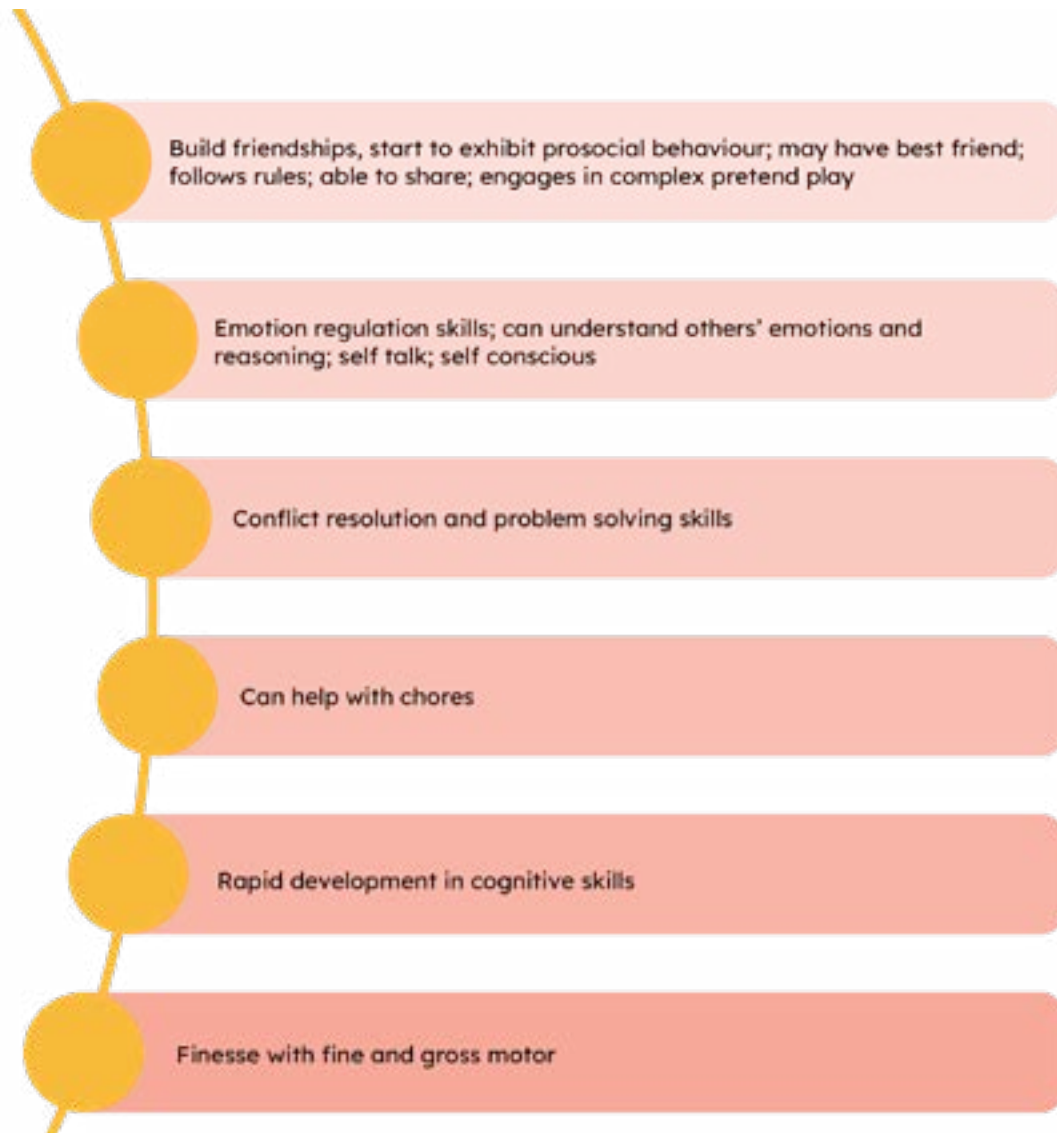 Build friendships, start to exhibit prosocial behaviour; may have best friend;
follows rules; able to share; engages in complex pretend play
Emotion regulation skills; can understand others' emotions and
reasoning; self talk; self conscious
Conflict resolution and problem solving skills
Can help with chores
Rapid development in cognitive skills
Finesse with fine and gross motor